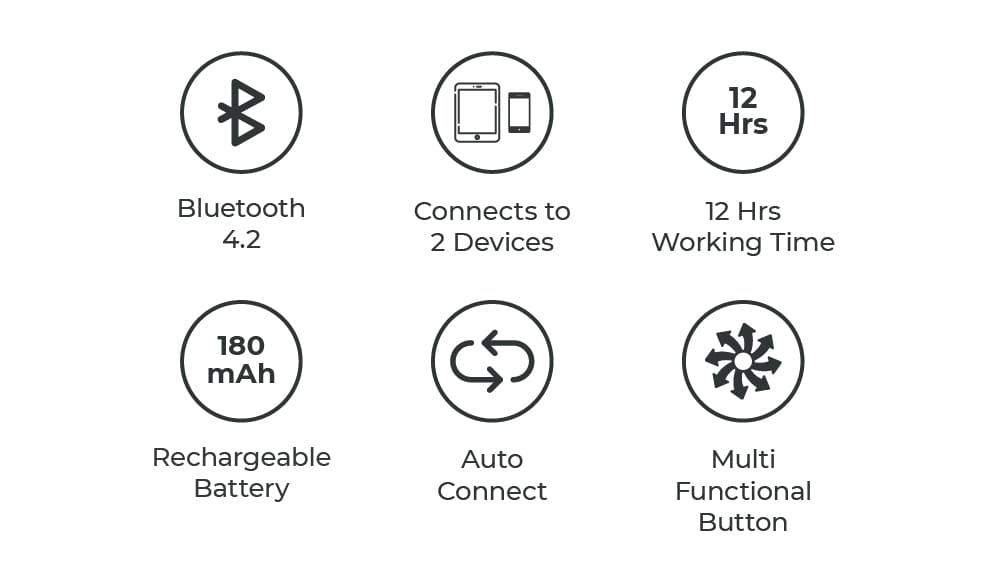 Bluetooth
4.2
Connects to
2 Devices
12
Hrs
12 Hrs
Working Time
180
mAh
Rechargeable
Battery
Auto
Connect
Multi
Functional
Button